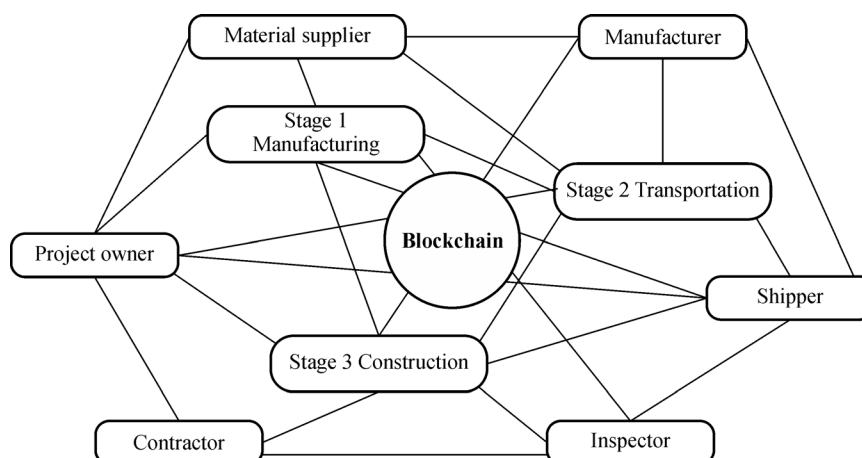 Material supplier
Manufacturer
Stage 1
Manufacturing
Stage 2 Transportation
Blockchain
Project owner
Shipper
Stage 3 Construction
Contractor
Inspector